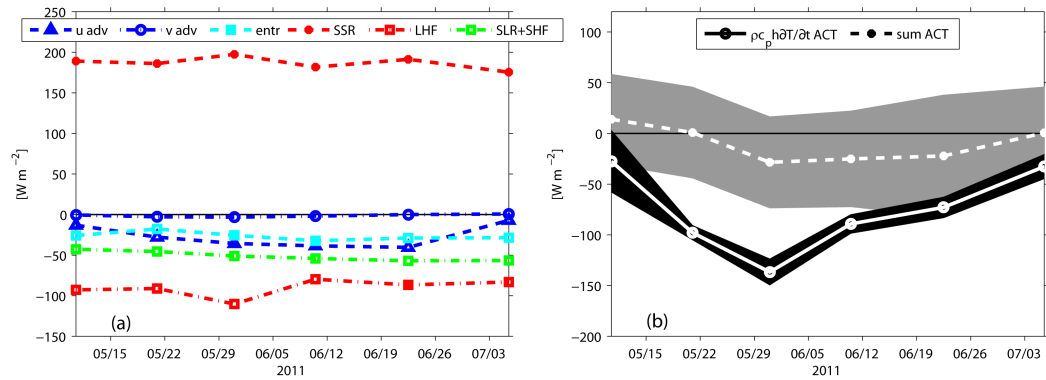 u adv v adv entr SSR LHF SLR+SHF
250
200
150
100
50
0
−50
−100
−150
[W m −2]
(a)
05/15 05/22 05/29 06/05 06/12 06/19 06/26 07/03
2011
ρcph∂T/∂t ACT sum ACT
100
50
0
−50
−100
−150
−200
[W m −2]
(b)
05/15 05/22 05/29 06/05 06/12 06/19 06/26 07/03
2011